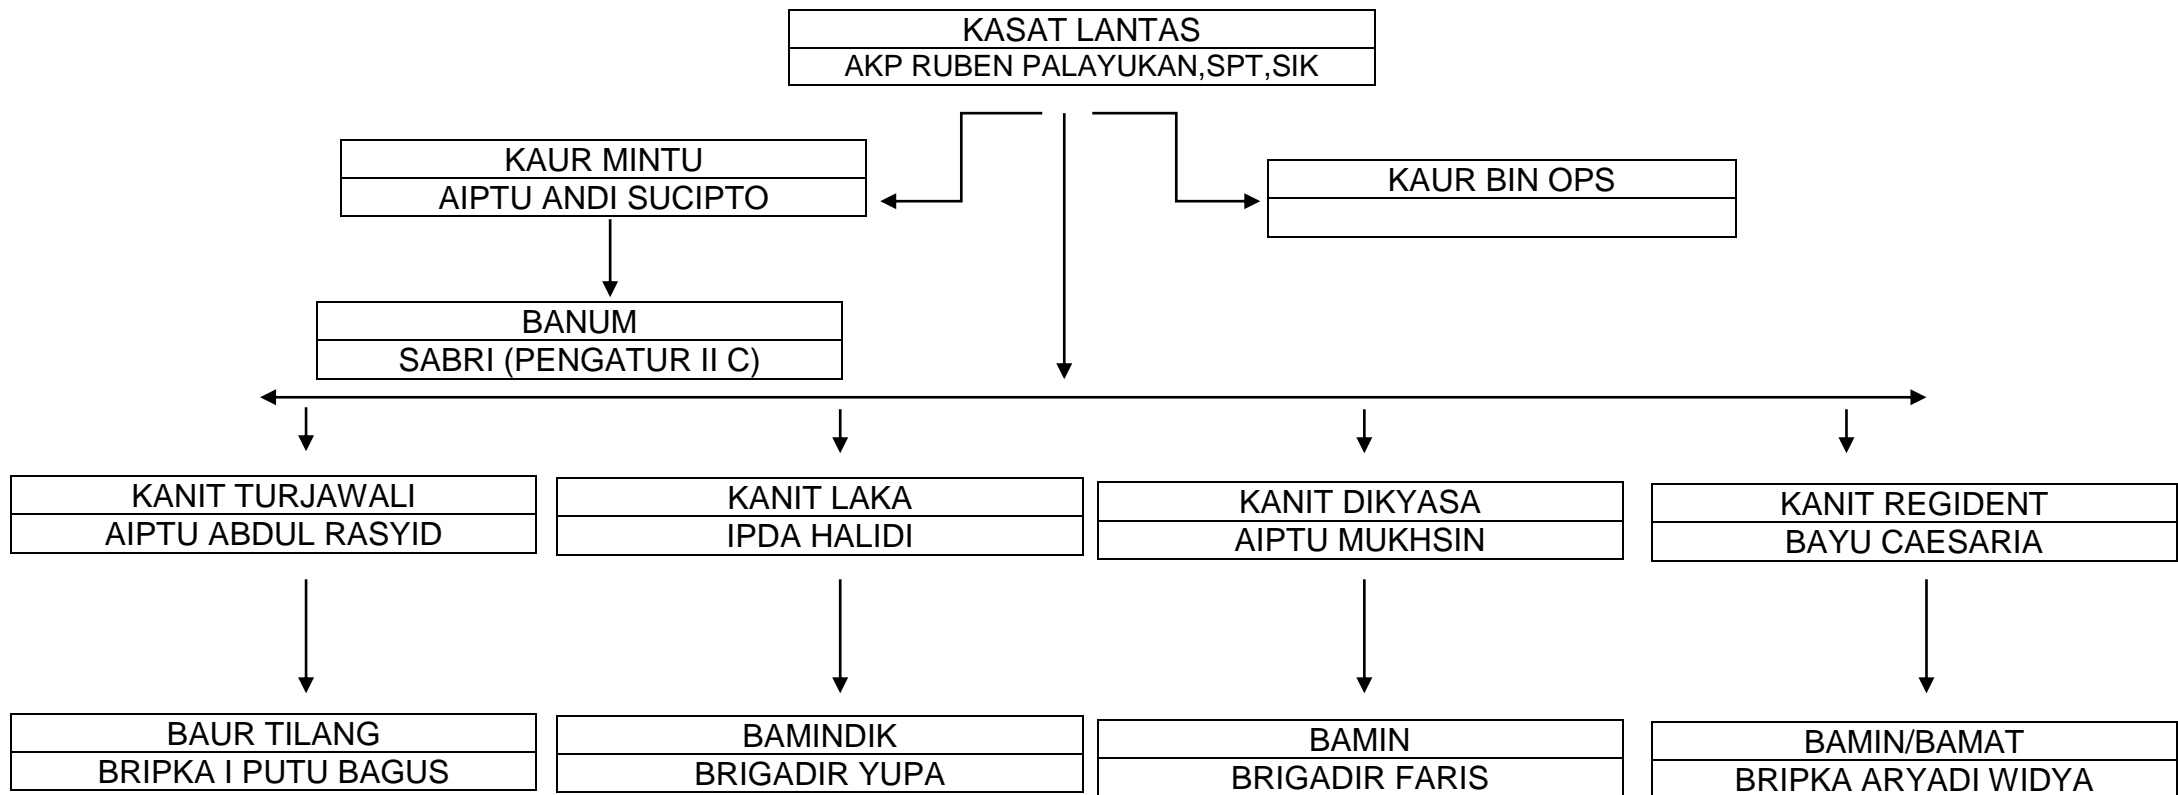 KASAT LANTAS
AKP RUBEN PALAYUKAN,SPT,SIK
KAUR MINTU
AIPTU ANDI SUCIPTO
KAUR BIN OPS
BANUM
SABRI (PENGATUR II C)
KANIT TURJAWALI
AIPTU ABDUL RASYID
KANIT LAKA
IPDA HALIDI
KANIT DIKYASA
AIPTU MUKHSIN
KANIT REGIDENT
BAYU CAESARIA
BAUR TILANG
BRIPKA I PUTU BAGUS
BAMINDIK
BRIGADIR YUPA
BAMIN
BRIGADIR FARIS
BAMIN/BAMAT
BRIPKA ARYADI WIDYA